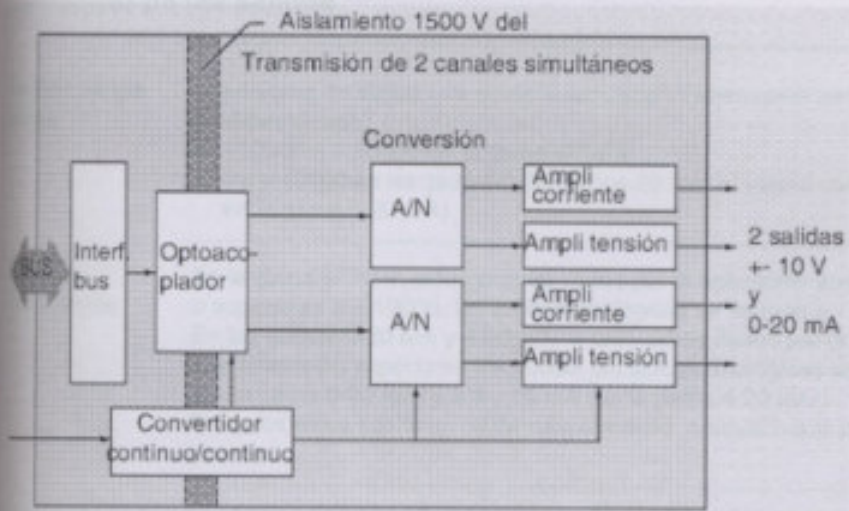 Aislamiento 1500 V del
Transmisión de 2 canales simultáneos
Conversión
BUS
Interf.
bus
Optoaco-
plador
A/N
A/N
Ampli
corriente
Ampli tensión
Ampli
corriente
Ampli tensión
2 salidas
+- 10 V
y
0-20 mA
Convertidor
continuo/continuo